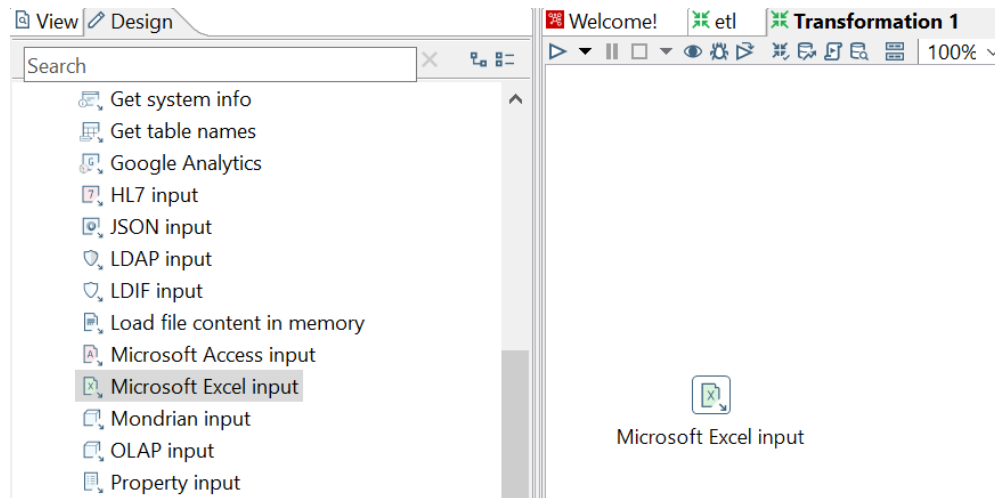 View Design
Search
Get system info
Get table names
Google Analytics
HL7 input
JSON input
LDAP input
LDIF input
Load file content in memory
Microsoft Access input
Microsoft Excel input
Mondrian input
OLAP input
Property input
Welcome! etl Transformation 1
100%
Microsoft Excel input